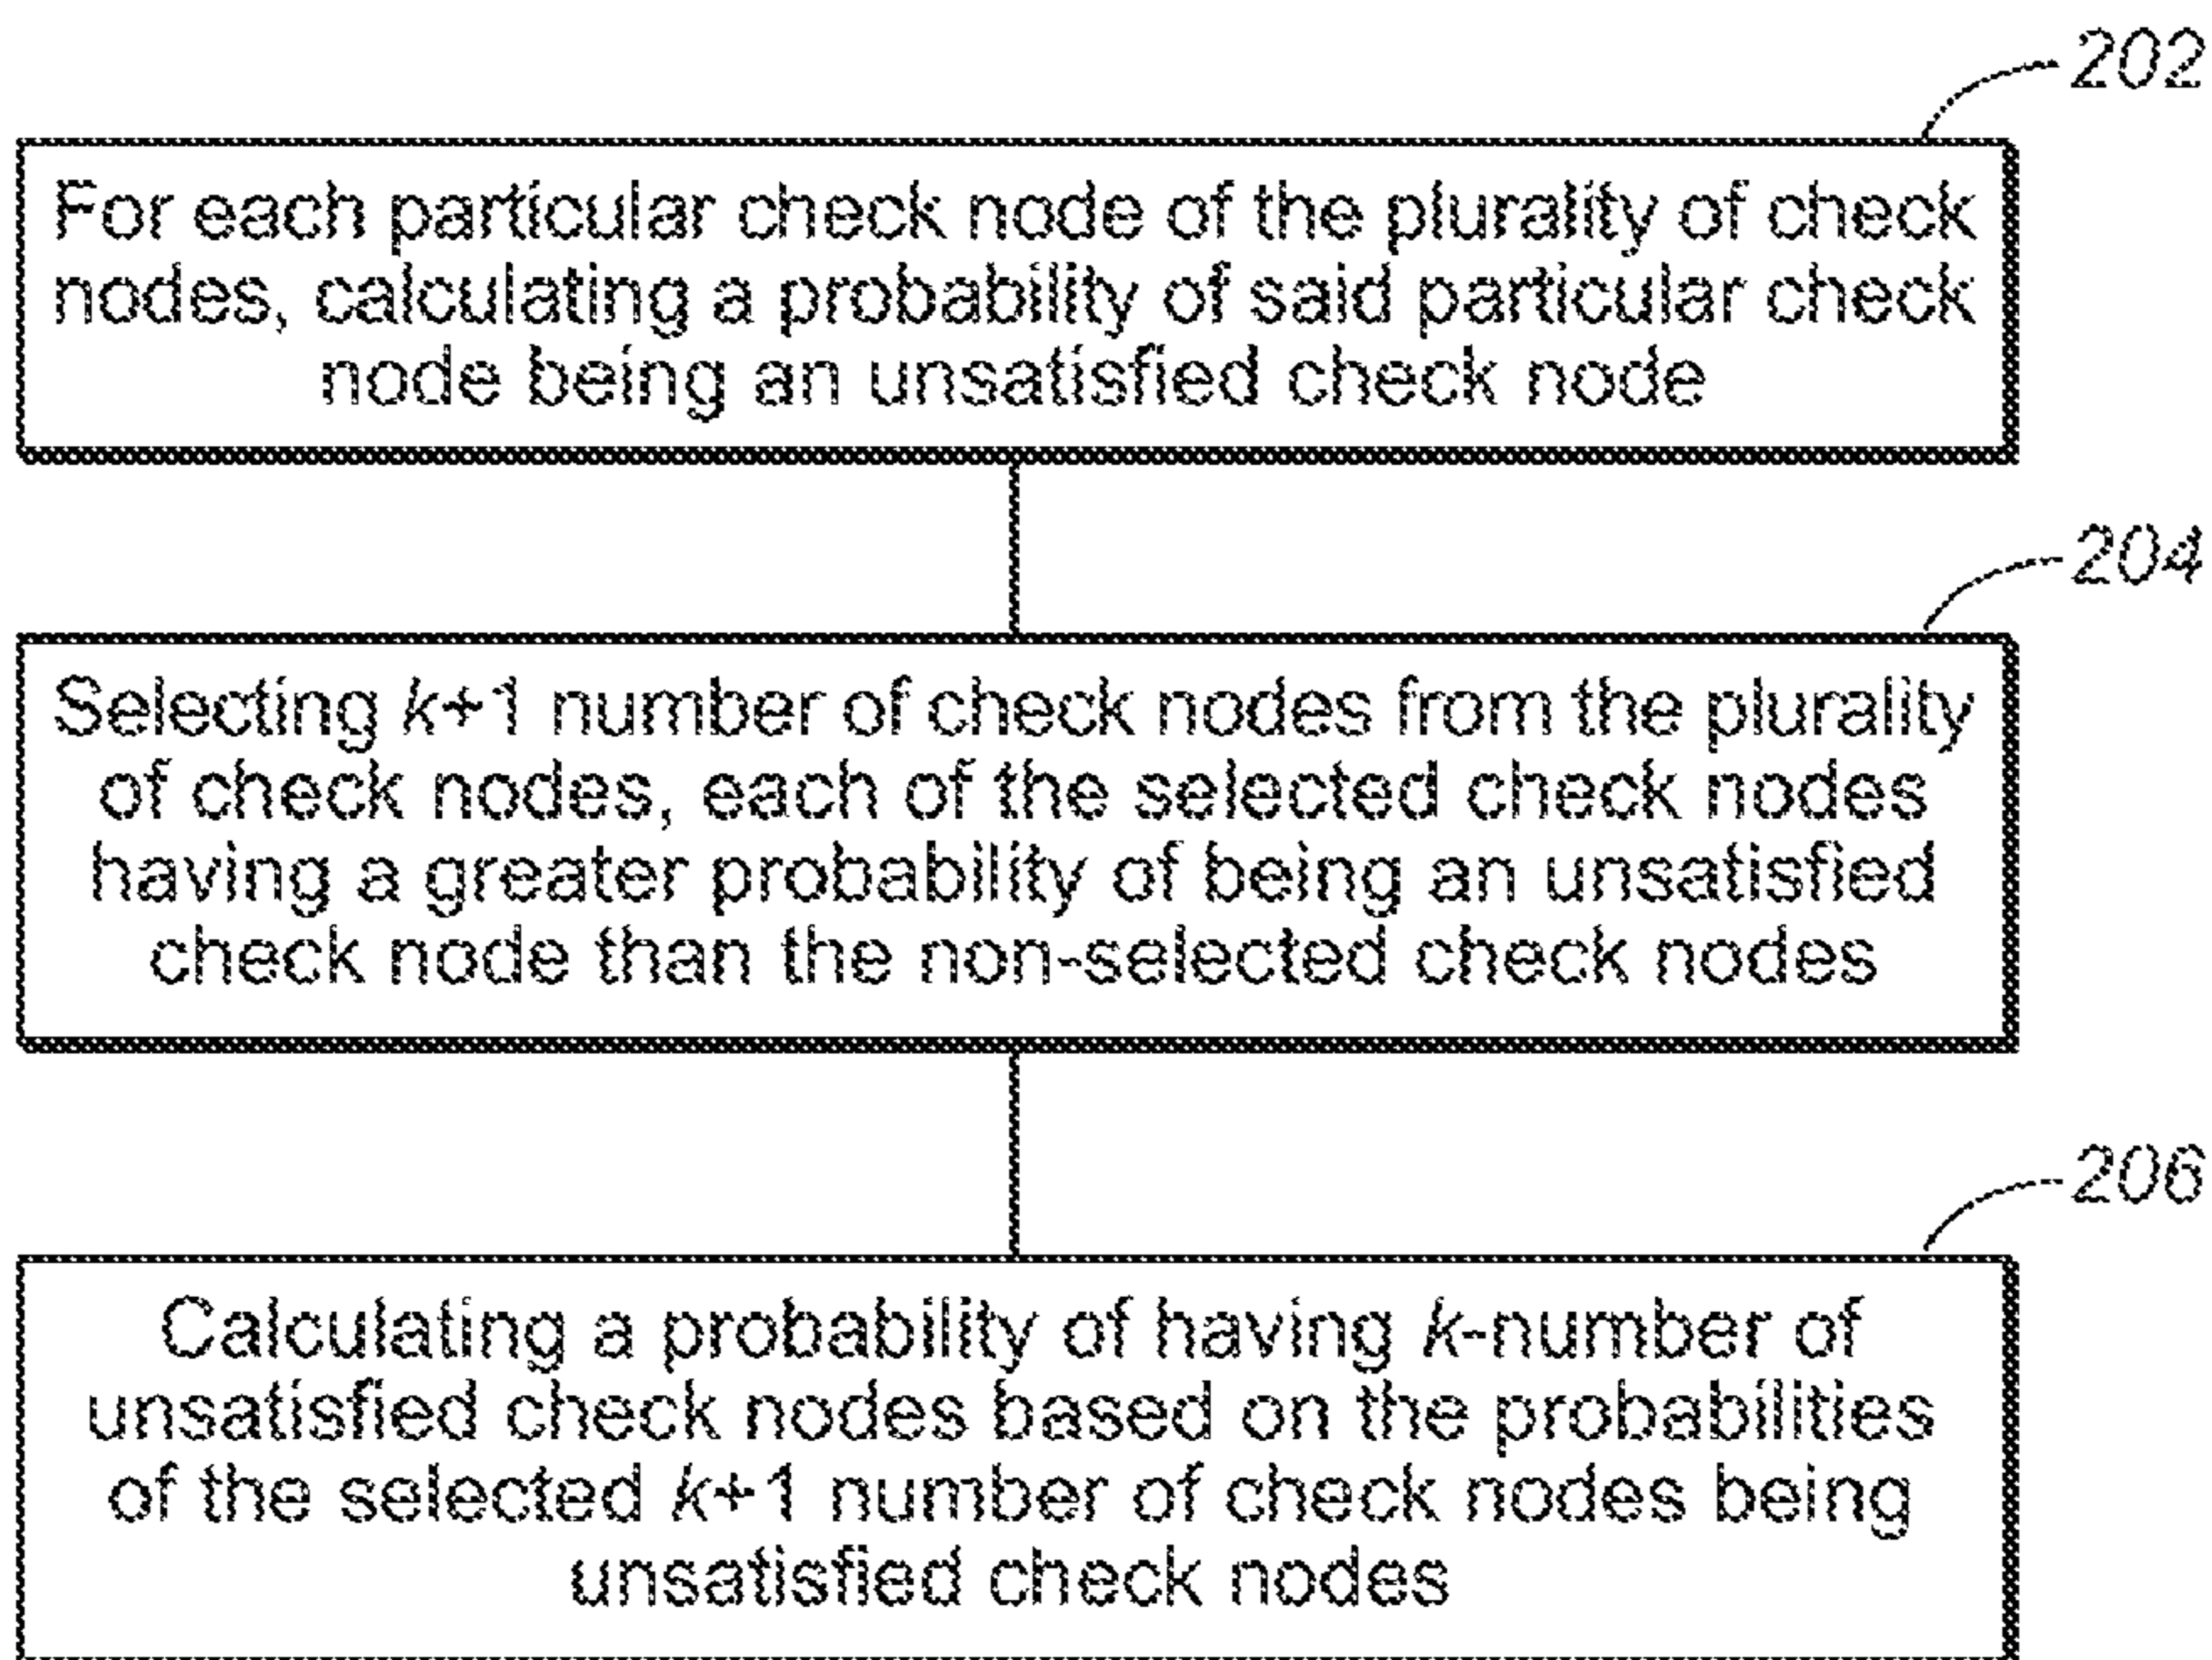 202
For each particular check node of the plurality of check
nodes, calculating a probability of said particular check
node being an unsatisfied check node
204
Selecting k+1 number of check nodes from the plurality
of check nodes, each of the selected check nodes
having a greater probability of being an unsatisfied
check node than the non-selected check nodes
206
Calculating a probability of having k-number of
unsatisfied check nodes based on the probabilities
of the selected k+1 number of check nodes being
unsatisfied check nodes